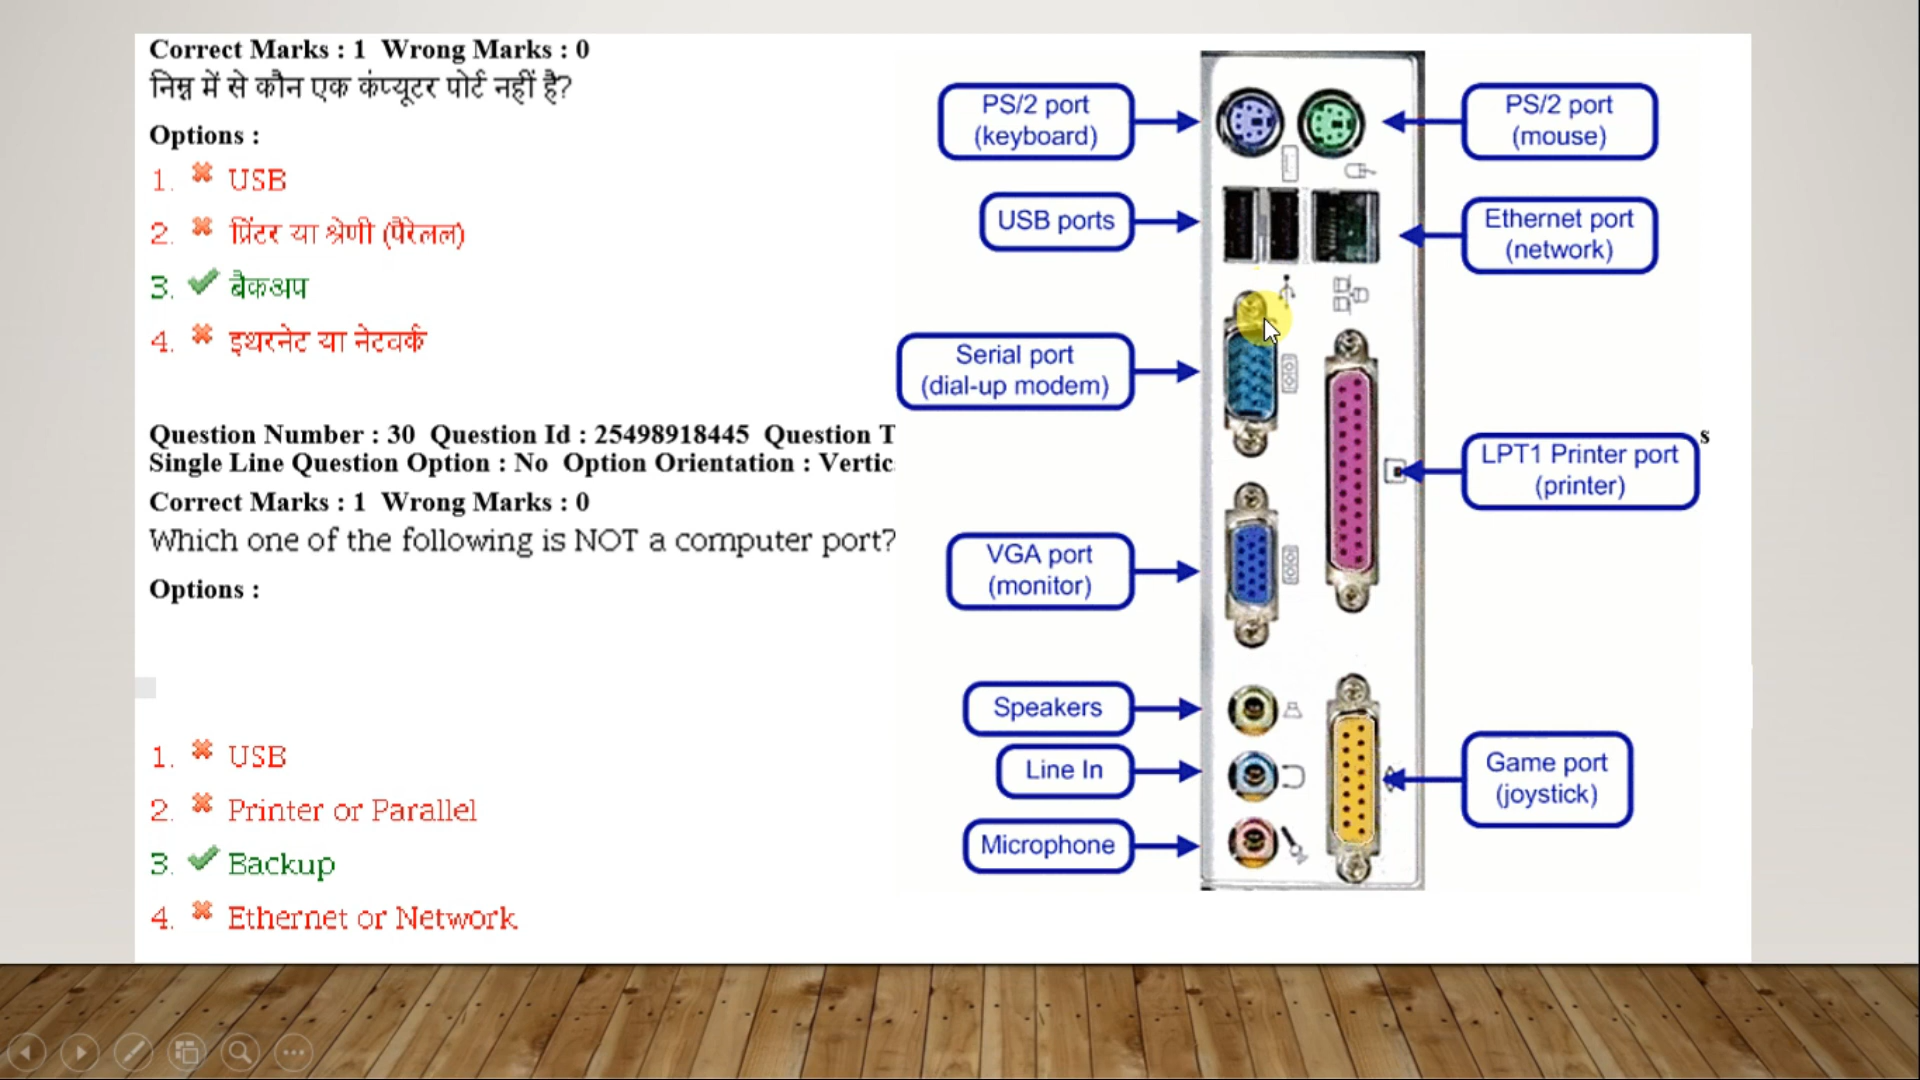 Correct Marks : 1 Wrong Marks : 0
निम्न में से कौन एक कंप्यूटर पोर्ट नहीं है?
Options :
1. USB
2. प्रिंटर या श्रेणी (पैरेलल)
3. बैकअप
4. इथरनेट या नेटवर्क
Question Number : 30 Question Id : 25498918445 Question T
s
Single Line Question Option : No Option Orientation : Vertic
Correct Marks : 1 Wrong Marks : 0
Which one of the following is NOT a computer port?
Options :
1. USB
2. Printer or Parallel
3. Backup
4. Ethernet or Network
PS/2 port
(keyboard)
USB ports
Serial port
(dial-up modem)
VGA port
(monitor)
Speakers
Line In
Microphone
PS/2 port
(mouse)
Ethernet port
(network)
LPT1 Printer port
(printer)
Game port
(joystick)